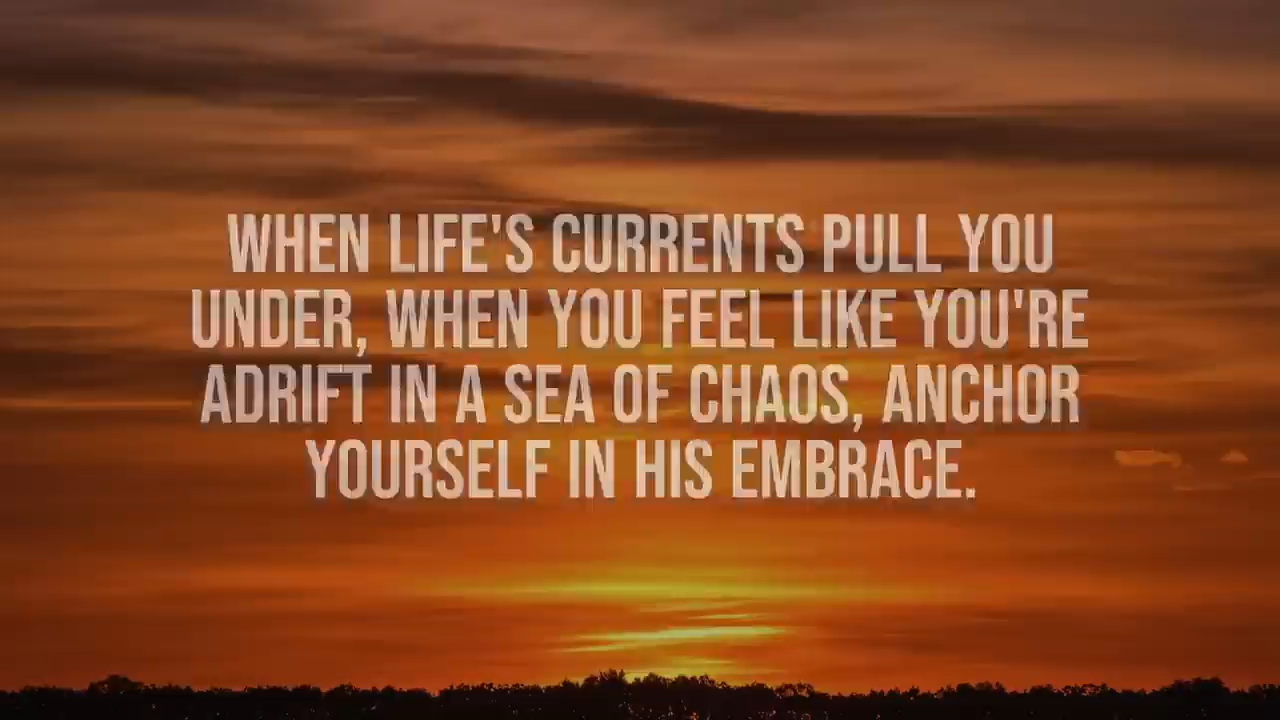 WHEN LIFE'S CURRENTS PULL YOU
UNDER, WHEN YOU FEEL LIKE YOU'RE
ADRIFT IN A SEA OF CHAOS, ANCHOR
YOURSELF IN HIS EMBRACE.